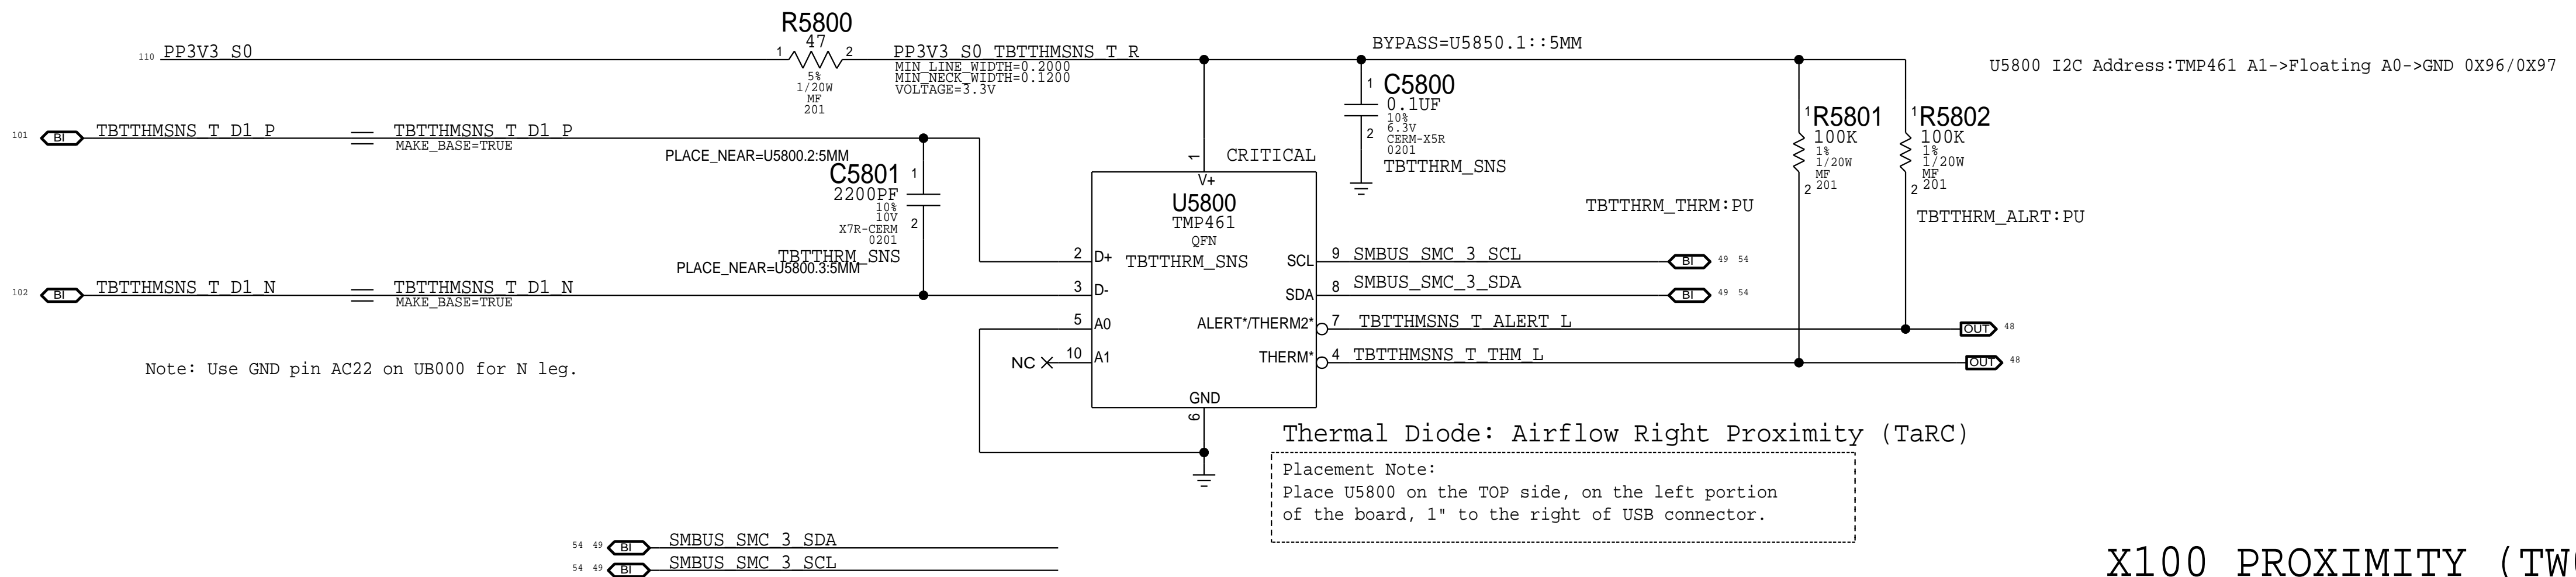 R5800
47
1
2
5%
1/20W
MF
201
110 PP3V3_S0
PP3V3_S0_TBTTHMSNS_T_R
MIN_LINE_WIDTH=0.2000
MIN_NECK_WIDTH=0.1200
VOLTAGE=3.3V
BYPASS=U5850.1::5MM
U5800 I2C Address:TMP461 A1->Floating A0->GND 0X96/0X97
1
C5800
0.1UF
10%
6.3V
2
CERM-X5R
0201
TBTTHRM_SNS
1
R5801
100K
1%
1/20W
MF
2
201
1
R5802
100K
1%
1/20W
MF
2
201
TBTTHRM_THRM:PU
TBTTHRM_ALRT:PU
101 BI TBTTHMSNS_T_D1_P
TBTTHMSNS_T_D1_P
MAKE_BASE=TRUE
PLACE_NEAR=U5800.2:5MM
C5801
1
2200PF
10%
10V
2
X7R-CERM
0201
TBTTHRM_SNS
PLACE_NEAR=U5800.3:5MM
102 BI TBTTHMSNS_T_D1_N
TBTTHMSNS_T_D1_N
MAKE_BASE=TRUE
CRITICAL
1
V+
U5800
TMP461
QFN
TBTTHRM_SNS
2 D+
3 D-
5 A0
NC 10 A1
GND
6
SCL 9 SMBUS_SMC_3_SCL BI 49 54
SDA 8 SMBUS_SMC_3_SDA BI 49 54
ALERT*/THERM2* 7 TBTTHMSNS_T_ALERT_L OUT 48
THERM* 4 TBTTHMSNS_T_THM_L OUT 48
Note: Use GND pin AC22 on UB000 for N leg.
Thermal Diode: Airflow Right Proximity (TaRC)
Placement Note:
Place U5800 on the TOP side, on the left portion
of the board, 1" to the right of USB connector.
54 49 BI SMBUS_SMC_3_SDA
54 49 BI SMBUS_SMC_3_SCL
X100 PROXIMITY (TW